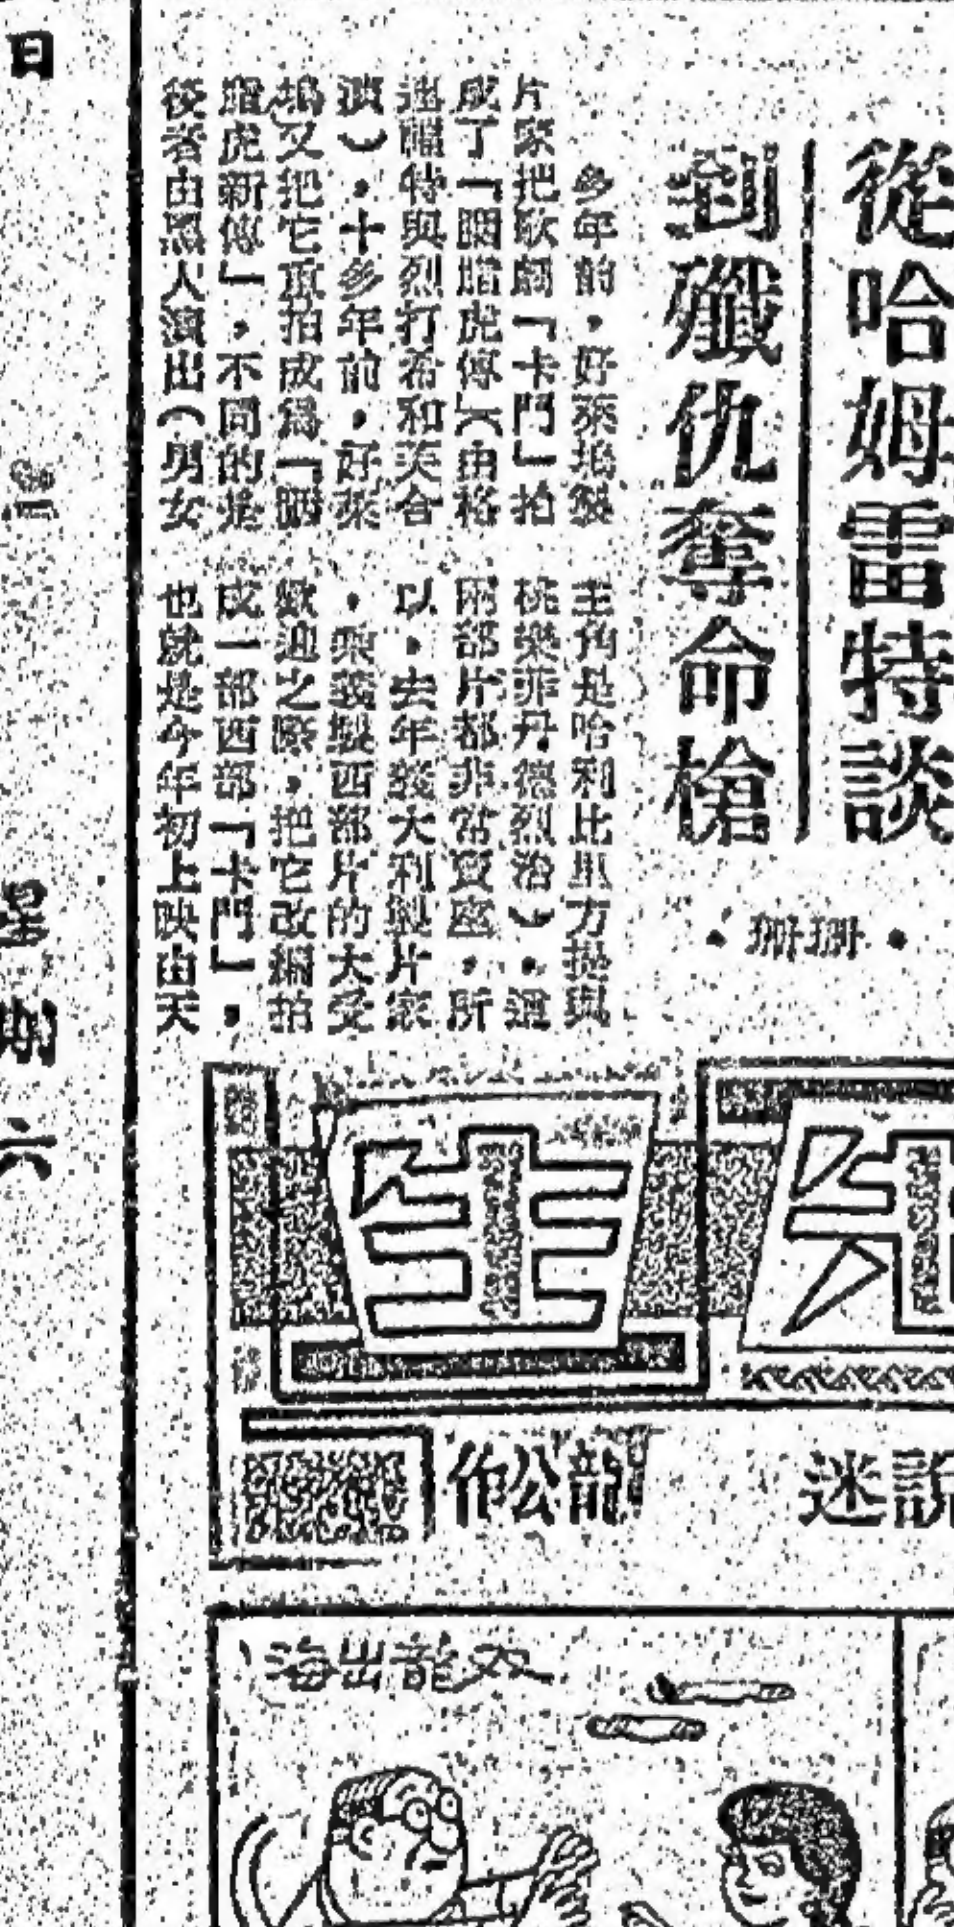 從哈姆雷特談
到殲仇奪命槍
・珊珊・
多年前,好萊塢製
片家把歌劇「卡門」拍
成了「胭脂虎傳」(由格
連福特與烈打希和芙合
演),十多年前,好萊
塢又把它重拍成爲「胭
脂虎新傳」,不同的是
後者由黑人演出(男女
主角是哈利比里方提與
桃樂菲丹德烈治)。這
兩部片都非常賣座,所
以,去年義大利製片家
,乘義製西部片的大受
歡迎之際,把它改編拍
成一部西部「卡門」,
也就是今年初上映由天
先生
說迷
龍公作
双龍出海
日
星期六